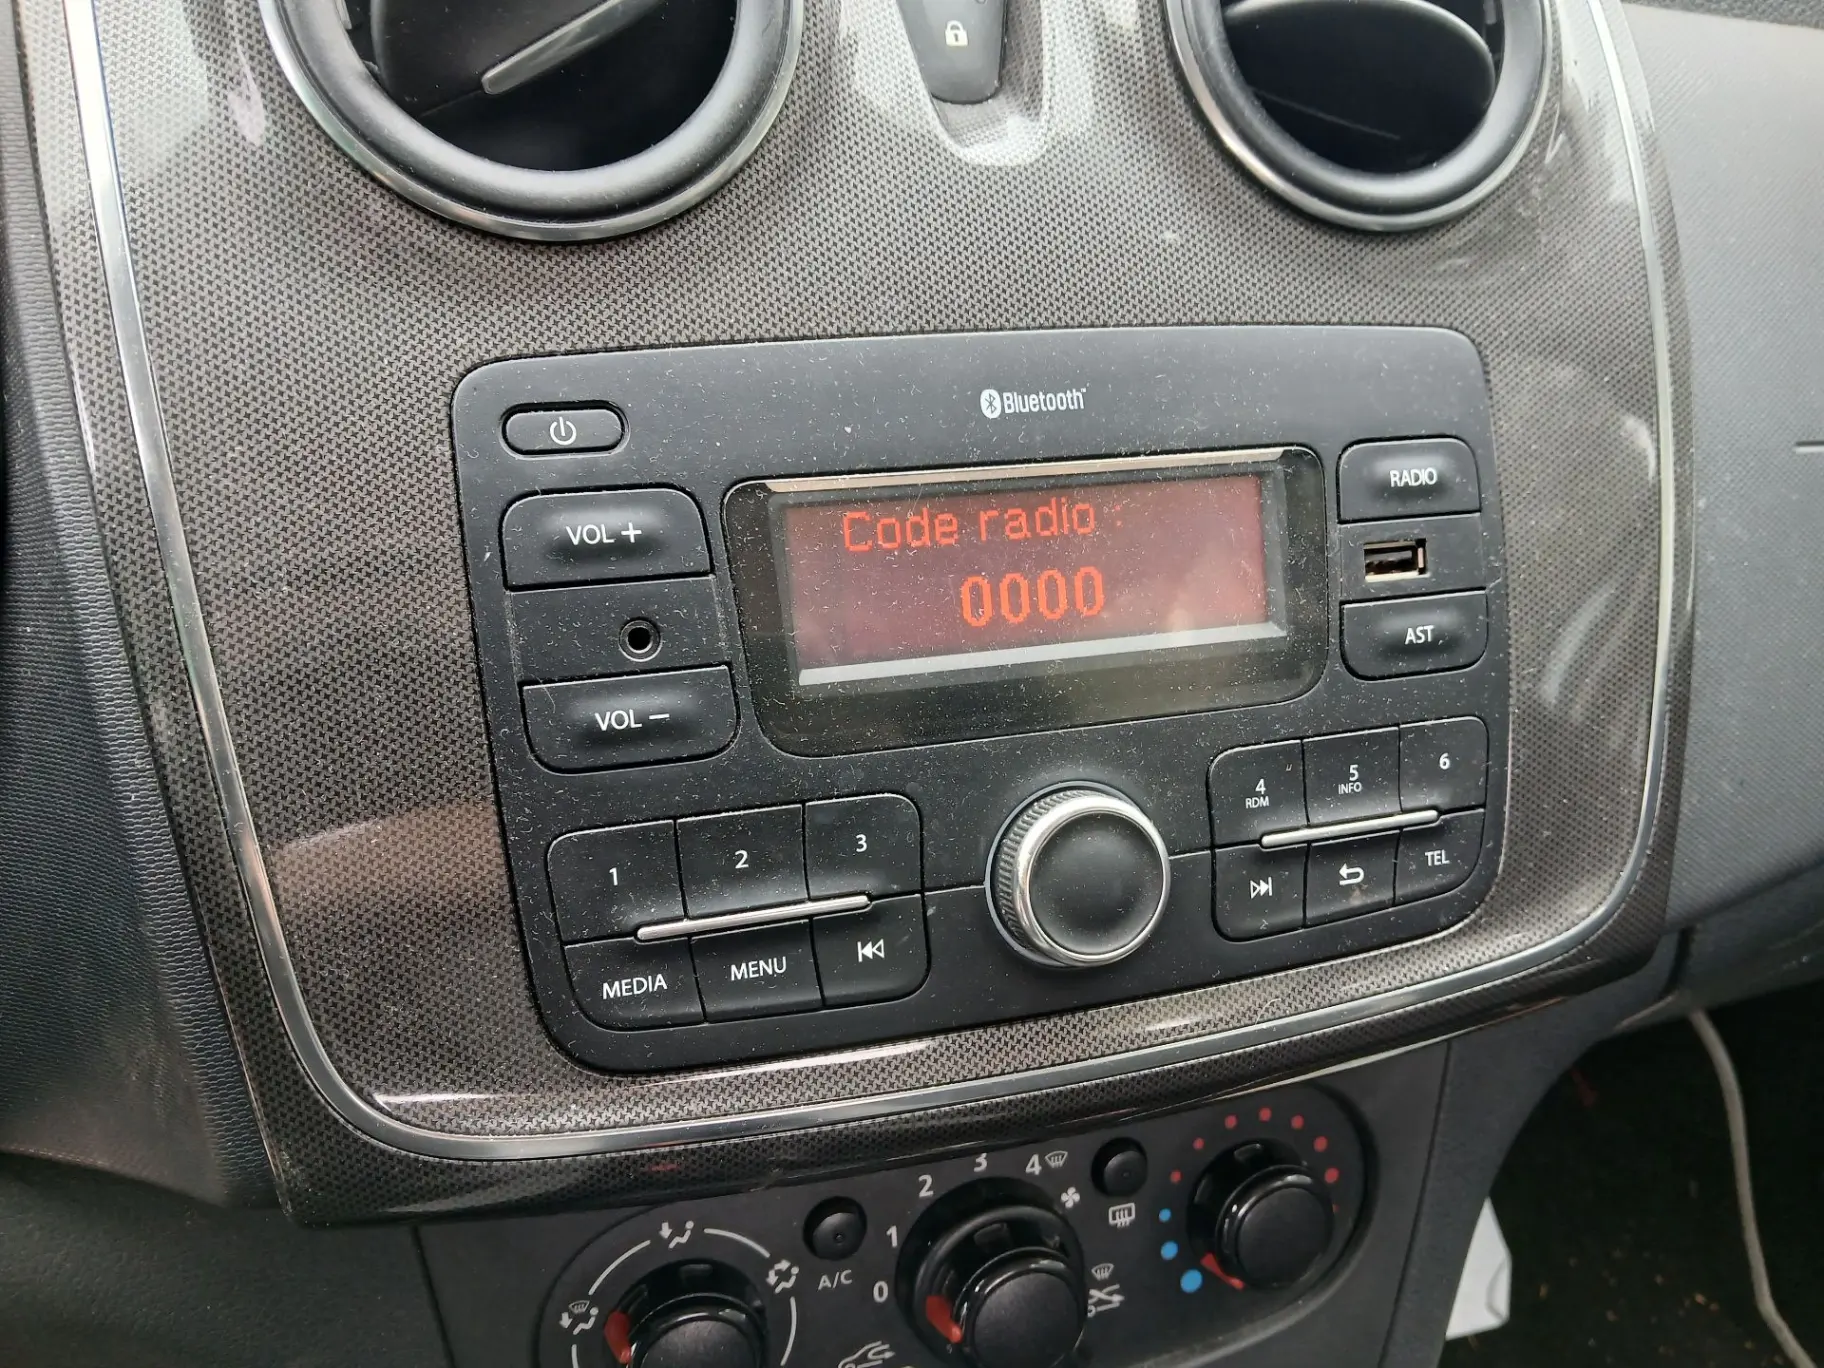 Bluetooth™
VOL +
Code radio :
0000
RADIO
AST
VOL −
1
2
3
4
RDM
5
INFO
6
MEDIA
MENU
TEL
0
1
2
3
4
A/C